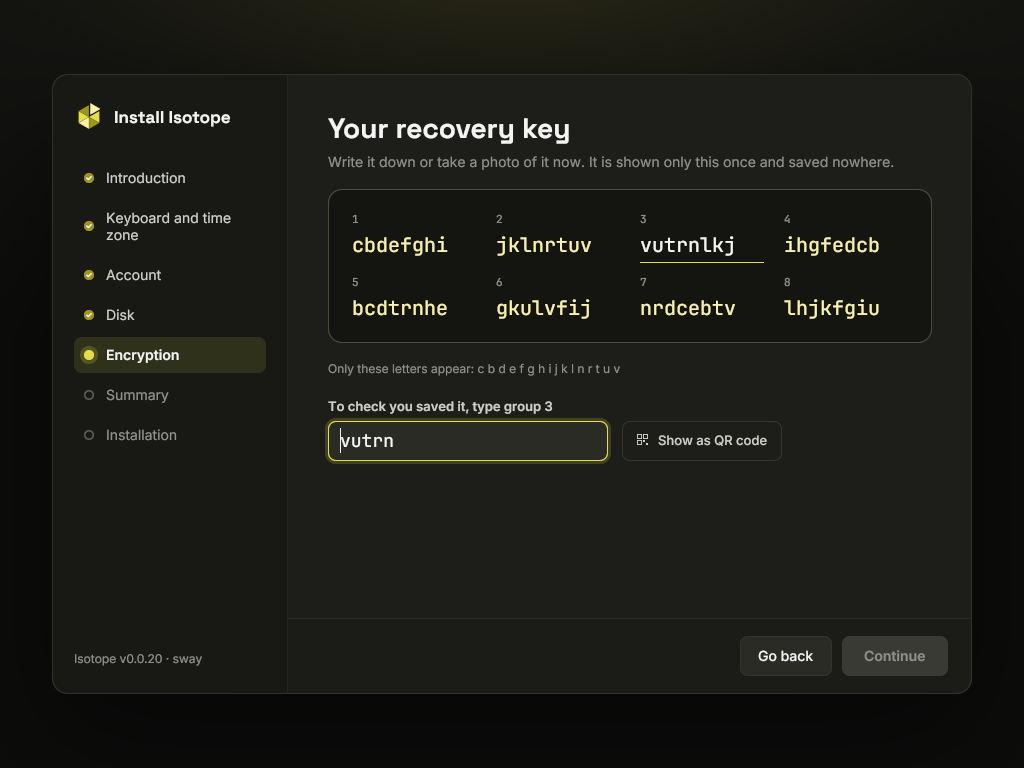 Install Isotope
Introduction
Keyboard and time
zone
Account
Disk
Encryption
Summary
Installation
Isotope v0.0.20 · sway
Your recovery key
Write it down or take a photo of it now. It is shown only this once and saved nowhere.
1 2 3 4
cbdefghi jklnrtuv vutrnlkj ihgfedcb
5 6 7 8
bcdtrnhe gkulvfij nrdcebtv lhjkfgiu
Only these letters appear: c b d e f g h i j k l n r t u v
To check you saved it, type group 3
vutrn
Show as QR code
Go back
Continue